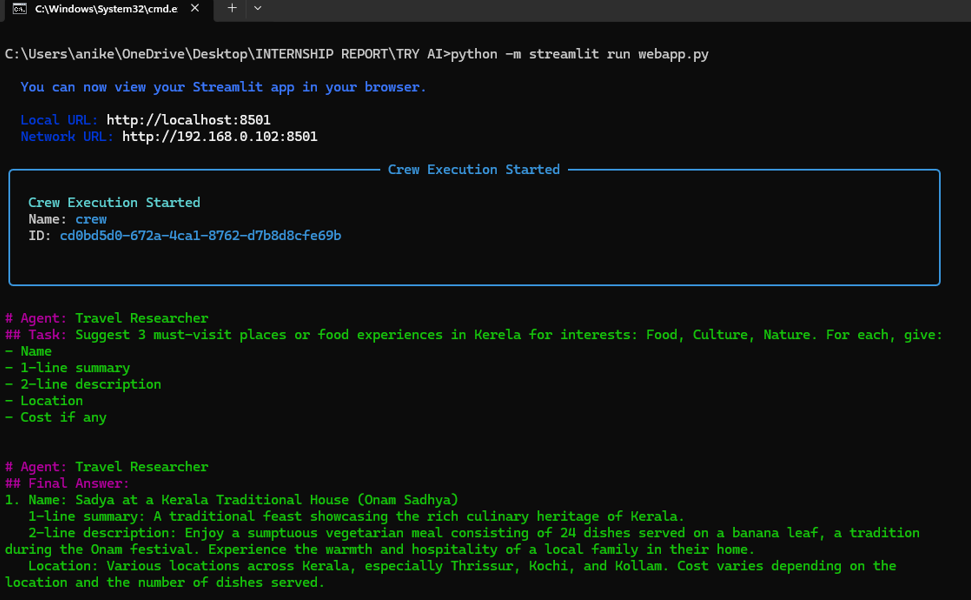 C:\Windows\System32\cmd.e
C:\Users\anike\OneDrive\Desktop\INTERNSHIP REPORT\TRY AI>python -m streamlit run webapp.py
You can now view your Streamlit app in your browser.
Local URL: http://localhost:8501
Network URL: http://192.168.0.102:8501
Crew Execution Started
Crew Execution Started
Name: crew
ID: cd0bd5d0-672a-4ca1-8762-d7b8d8cfe69b
# Agent: Travel Researcher
## Task: Suggest 3 must-visit places or food experiences in Kerela for interests: Food, Culture, Nature. For each, give:
- Name
- 1-line summary
- 2-line description
- Location
- Cost if any
# Agent: Travel Researcher
## Final Answer:
1. Name: Sadya at a Kerala Traditional House (Onam Sadhya)
1-line summary: A traditional feast showcasing the rich culinary heritage of Kerala.
2-line description: Enjoy a sumptuous vegetarian meal consisting of 24 dishes served on a banana leaf, a tradition
during the Onam festival. Experience the warmth and hospitality of a local family in their home.
Location: Various locations across Kerala, especially Thrissur, Kochi, and Kollam. Cost varies depending on the
location and the number of dishes served.